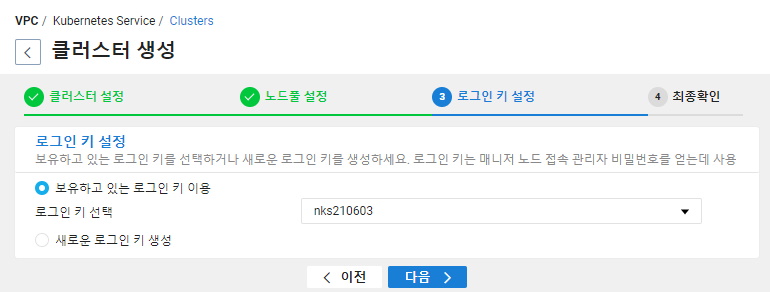 VPC / Kubernetes Service / Clusters
클러스터 생성
클러스터 설정 노드풀 설정 3 로그인 키 설정 4 최종확인
로그인 키 설정
보유하고 있는 로그인 키를 선택하거나 새로운 로그인 키를 생성하세요. 로그인 키는 매니저 노드 접속 관리자 비밀번호를 얻는데 사용
보유하고 있는 로그인 키 이용
로그인 키 선택 nks210603
새로운 로그인 키 생성
이전 다음